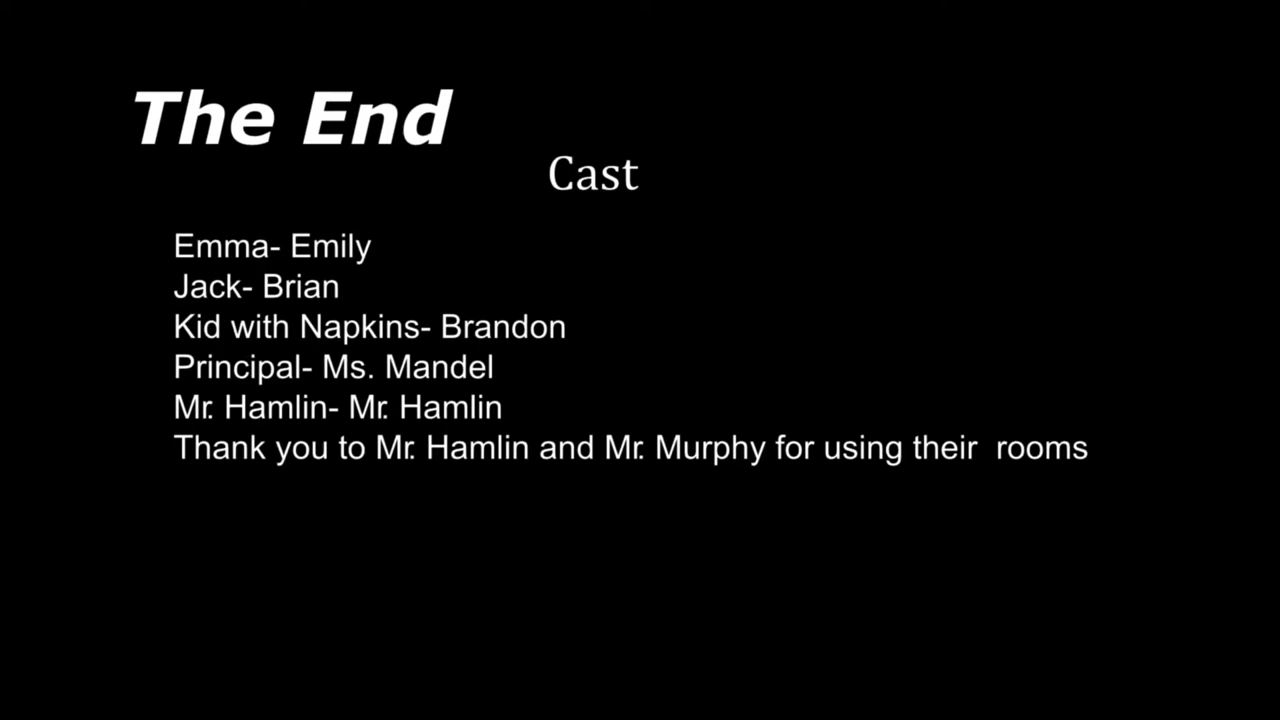 The End
Cast
Emma- Emily
Jack- Brian
Kid with Napkins- Brandon
Principal- Ms. Mandel
Mr. Hamlin- Mr. Hamlin
Thank you to Mr. Hamlin and Mr. Murphy for using their  rooms